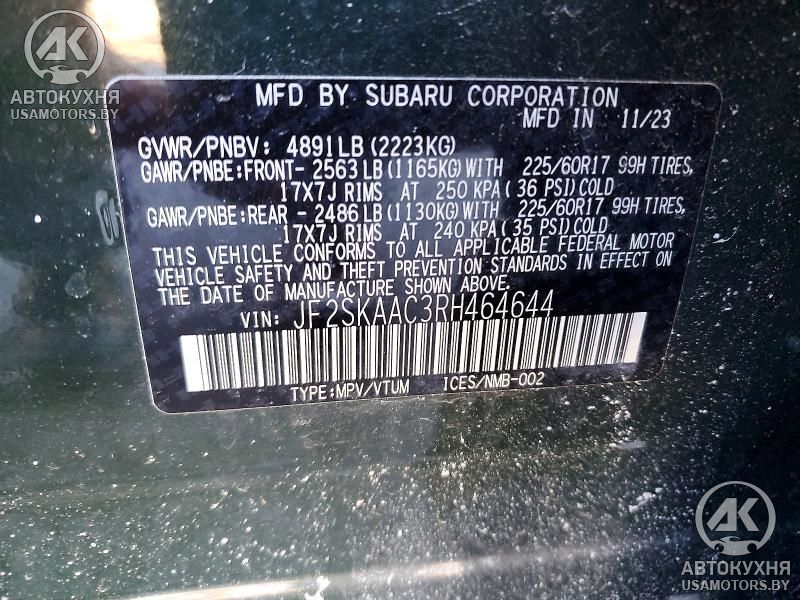 AK
АВТОКУХНЯ
USAMOTORS.BY
MFD BY SUBARU CORPORATION
MFD IN 11/23
GVWR/PNBV: 4891LB(2223KG)
GAWR/PNBE:FRONT- 2563LB(1165KG)WITH 225/60R17 99H TIRES,
17X7J RIMS AT 250 KPA( 36 PSI)COLD
GAWR/PNBE:REAR - 2486LB(1130KG)WITH 225/60R17 99H TIRES,
17X7J RIMS AT 240 KPA( 35 PSI)COLD
THIS VEHICLE CONFORMS TO ALL APPLICABLE FEDERAL MOTOR
VEHICLE SAFETY AND THEFT PREVENTION STANDARDS IN EFFECT ON
THE DATE OF MANUFACTURE SHOWN ABOVE.
VIN: JF2SKAAC3RH464644
TYPE:MPV/VTUM ICES/NMB-002
AK
АВТОКУХНЯ
USAMOTORS.BY